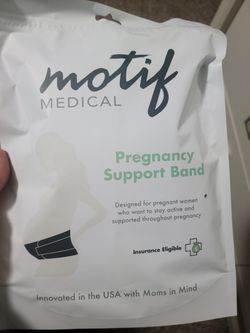 motif
MEDICAL
Pregnancy
Support Band
Designed for pregnant women
who want to stay active and
supported throughout pregnancy
Insurance Eligible
Innovated in the USA with Moms in Mind